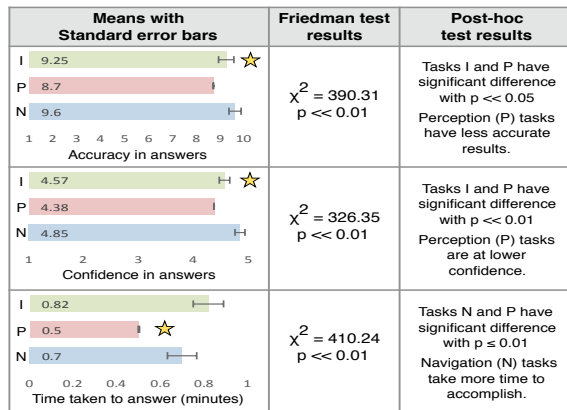 Means with
Standard error bars
Friedman test
results
Post-hoc
test results
I 9.25
P 8.7
N 9.6
1 2 3 4 5 6 7 8 9 10
Accuracy in answers
χ² = 390.31
p << 0.01
Tasks I and P have
significant difference
with p << 0.05
Perception (P) tasks
have less accurate
results.
I 4.57
P 4.38
N 4.85
1 2 3 4 5
Confidence in answers
χ² = 326.35
p << 0.01
Tasks I and P have
significant difference
with p << 0.01
Perception (P) tasks
are at lower
confidence.
I 0.82
P 0.5
N 0.7
0 0.2 0.4 0.6 0.8 1
Time taken to answer (minutes)
χ² = 410.24
p << 0.01
Tasks N and P have
significant difference
with p ≤ 0.01
Navigation (N) tasks
take more time to
accomplish.